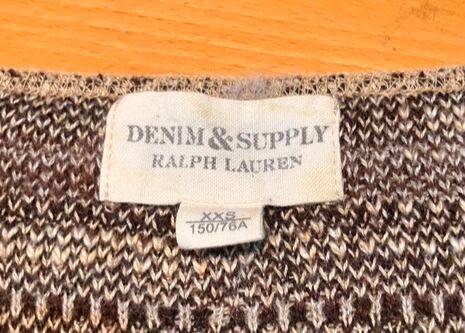 DENIM & SUPPLY
RALPH LAUREN
XXS
150/76A